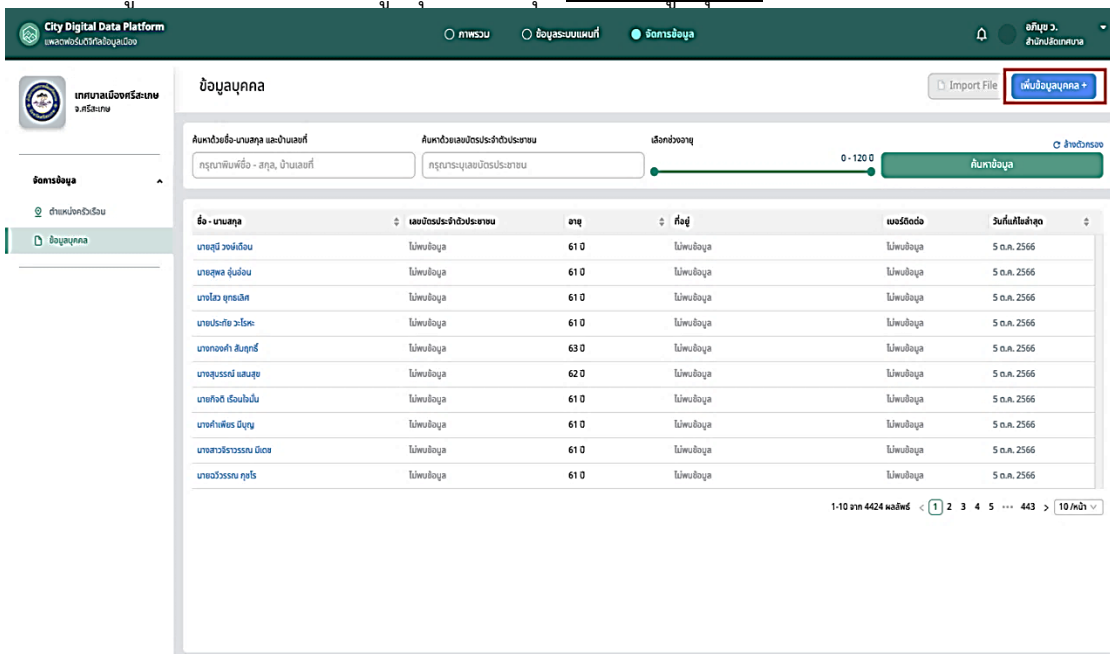 City Digital Data Platform
แพลตฟอร์มดิจิทัลข้อมูลเมือง
ภาพรวม
ข้อมูลระบบแผนที่
จัดการข้อมูล
อภิมุข ว.
สำนักปลัดเทศบาล
เทศบาลเมืองศรีสะเกษ
จ.ศรีสะเกษ
ข้อมูลบุคคล
Import File
เพิ่มข้อมูลบุคคล +
ค้นหาด้วยชื่อ-นามสกุล และบ้านเลขที่
ค้นหาด้วยเลขบัตรประจำตัวประชาชน
เลือกช่วงอายุ
ล้างตัวกรอง
กรุณาพิมพ์ชื่อ - สกุล, บ้านเลขที่
กรุณาระบุเลขบัตรประชาชน
0 - 120 ปี
ค้นหาข้อมูล
จัดการข้อมูล
ตำแหน่งครัวเรือน
ข้อมูลบุคคล
ชื่อ - นามสกุล เลขบัตรประจำตัวประชาชน อายุ ที่อยู่ เบอร์ติดต่อ วันที่แก้ไขล่าสุด
นายสุนี วงษ์เดือน ไม่พบข้อมูล 61 ปี ไม่พบข้อมูล ไม่พบข้อมูล 5 ต.ค. 2566
นายสุพล อุ่นอ่อน ไม่พบข้อมูล 61 ปี ไม่พบข้อมูล ไม่พบข้อมูล 5 ต.ค. 2566
นางไสว ยุทธเลิศ ไม่พบข้อมูล 61 ปี ไม่พบข้อมูล ไม่พบข้อมูล 5 ต.ค. 2566
นายประภัย วะโรหะ ไม่พบข้อมูล 61 ปี ไม่พบข้อมูล ไม่พบข้อมูล 5 ต.ค. 2566
นางทองคำ สัมฤทธิ์ ไม่พบข้อมูล 63 ปี ไม่พบข้อมูล ไม่พบข้อมูล 5 ต.ค. 2566
นางสุบรรณ์ แสนสุข ไม่พบข้อมูล 62 ปี ไม่พบข้อมูล ไม่พบข้อมูล 5 ต.ค. 2566
นายกิจติ เรือนใจมั่น ไม่พบข้อมูล 61 ปี ไม่พบข้อมูล ไม่พบข้อมูล 5 ต.ค. 2566
นางคำเพียร มีบุญ ไม่พบข้อมูล 61 ปี ไม่พบข้อมูล ไม่พบข้อมูล 5 ต.ค. 2566
นางสาวจิราวรรณ มีเดช ไม่พบข้อมูล 61 ปี ไม่พบข้อมูล ไม่พบข้อมูล 5 ต.ค. 2566
นายฉวีวรรณ กุชโร ไม่พบข้อมูล 61 ปี ไม่พบข้อมูล ไม่พบข้อมูล 5 ต.ค. 2566
1-10 จาก 4424 ผลลัพธ์ < 1 2 3 4 5 ••• 443 > 10 /หน้า